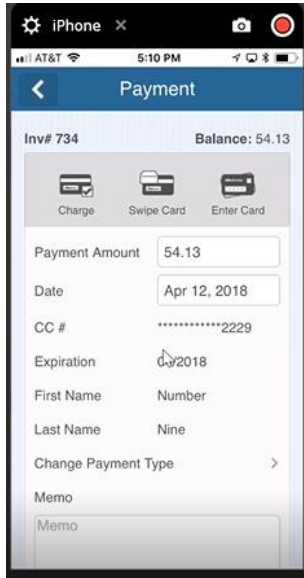 iPhone
AT&T 5:10 PM
Payment
Inv# 734 Balance: 54.13
Charge Swipe Card Enter Card
Payment Amount 54.13
Date Apr 12, 2018
CC # ************2229
Expiration /2018
First Name Number
Last Name Nine
Change Payment Type
Memo
Memo